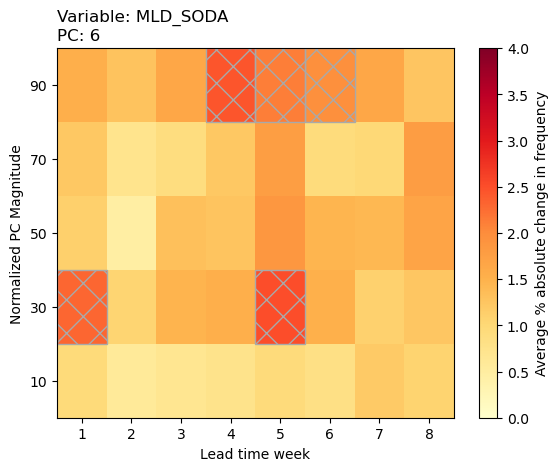 Variable: MLD_SODA
PC: 6
4.0
3.5
3.0
2.5
2.0
1.5
1.0
0.5
0.0
Average % absolute change in frequency
Normalized PC Magnitude
90
70
50
30
10
1 2 3 4 5 6 7 8
Lead time week